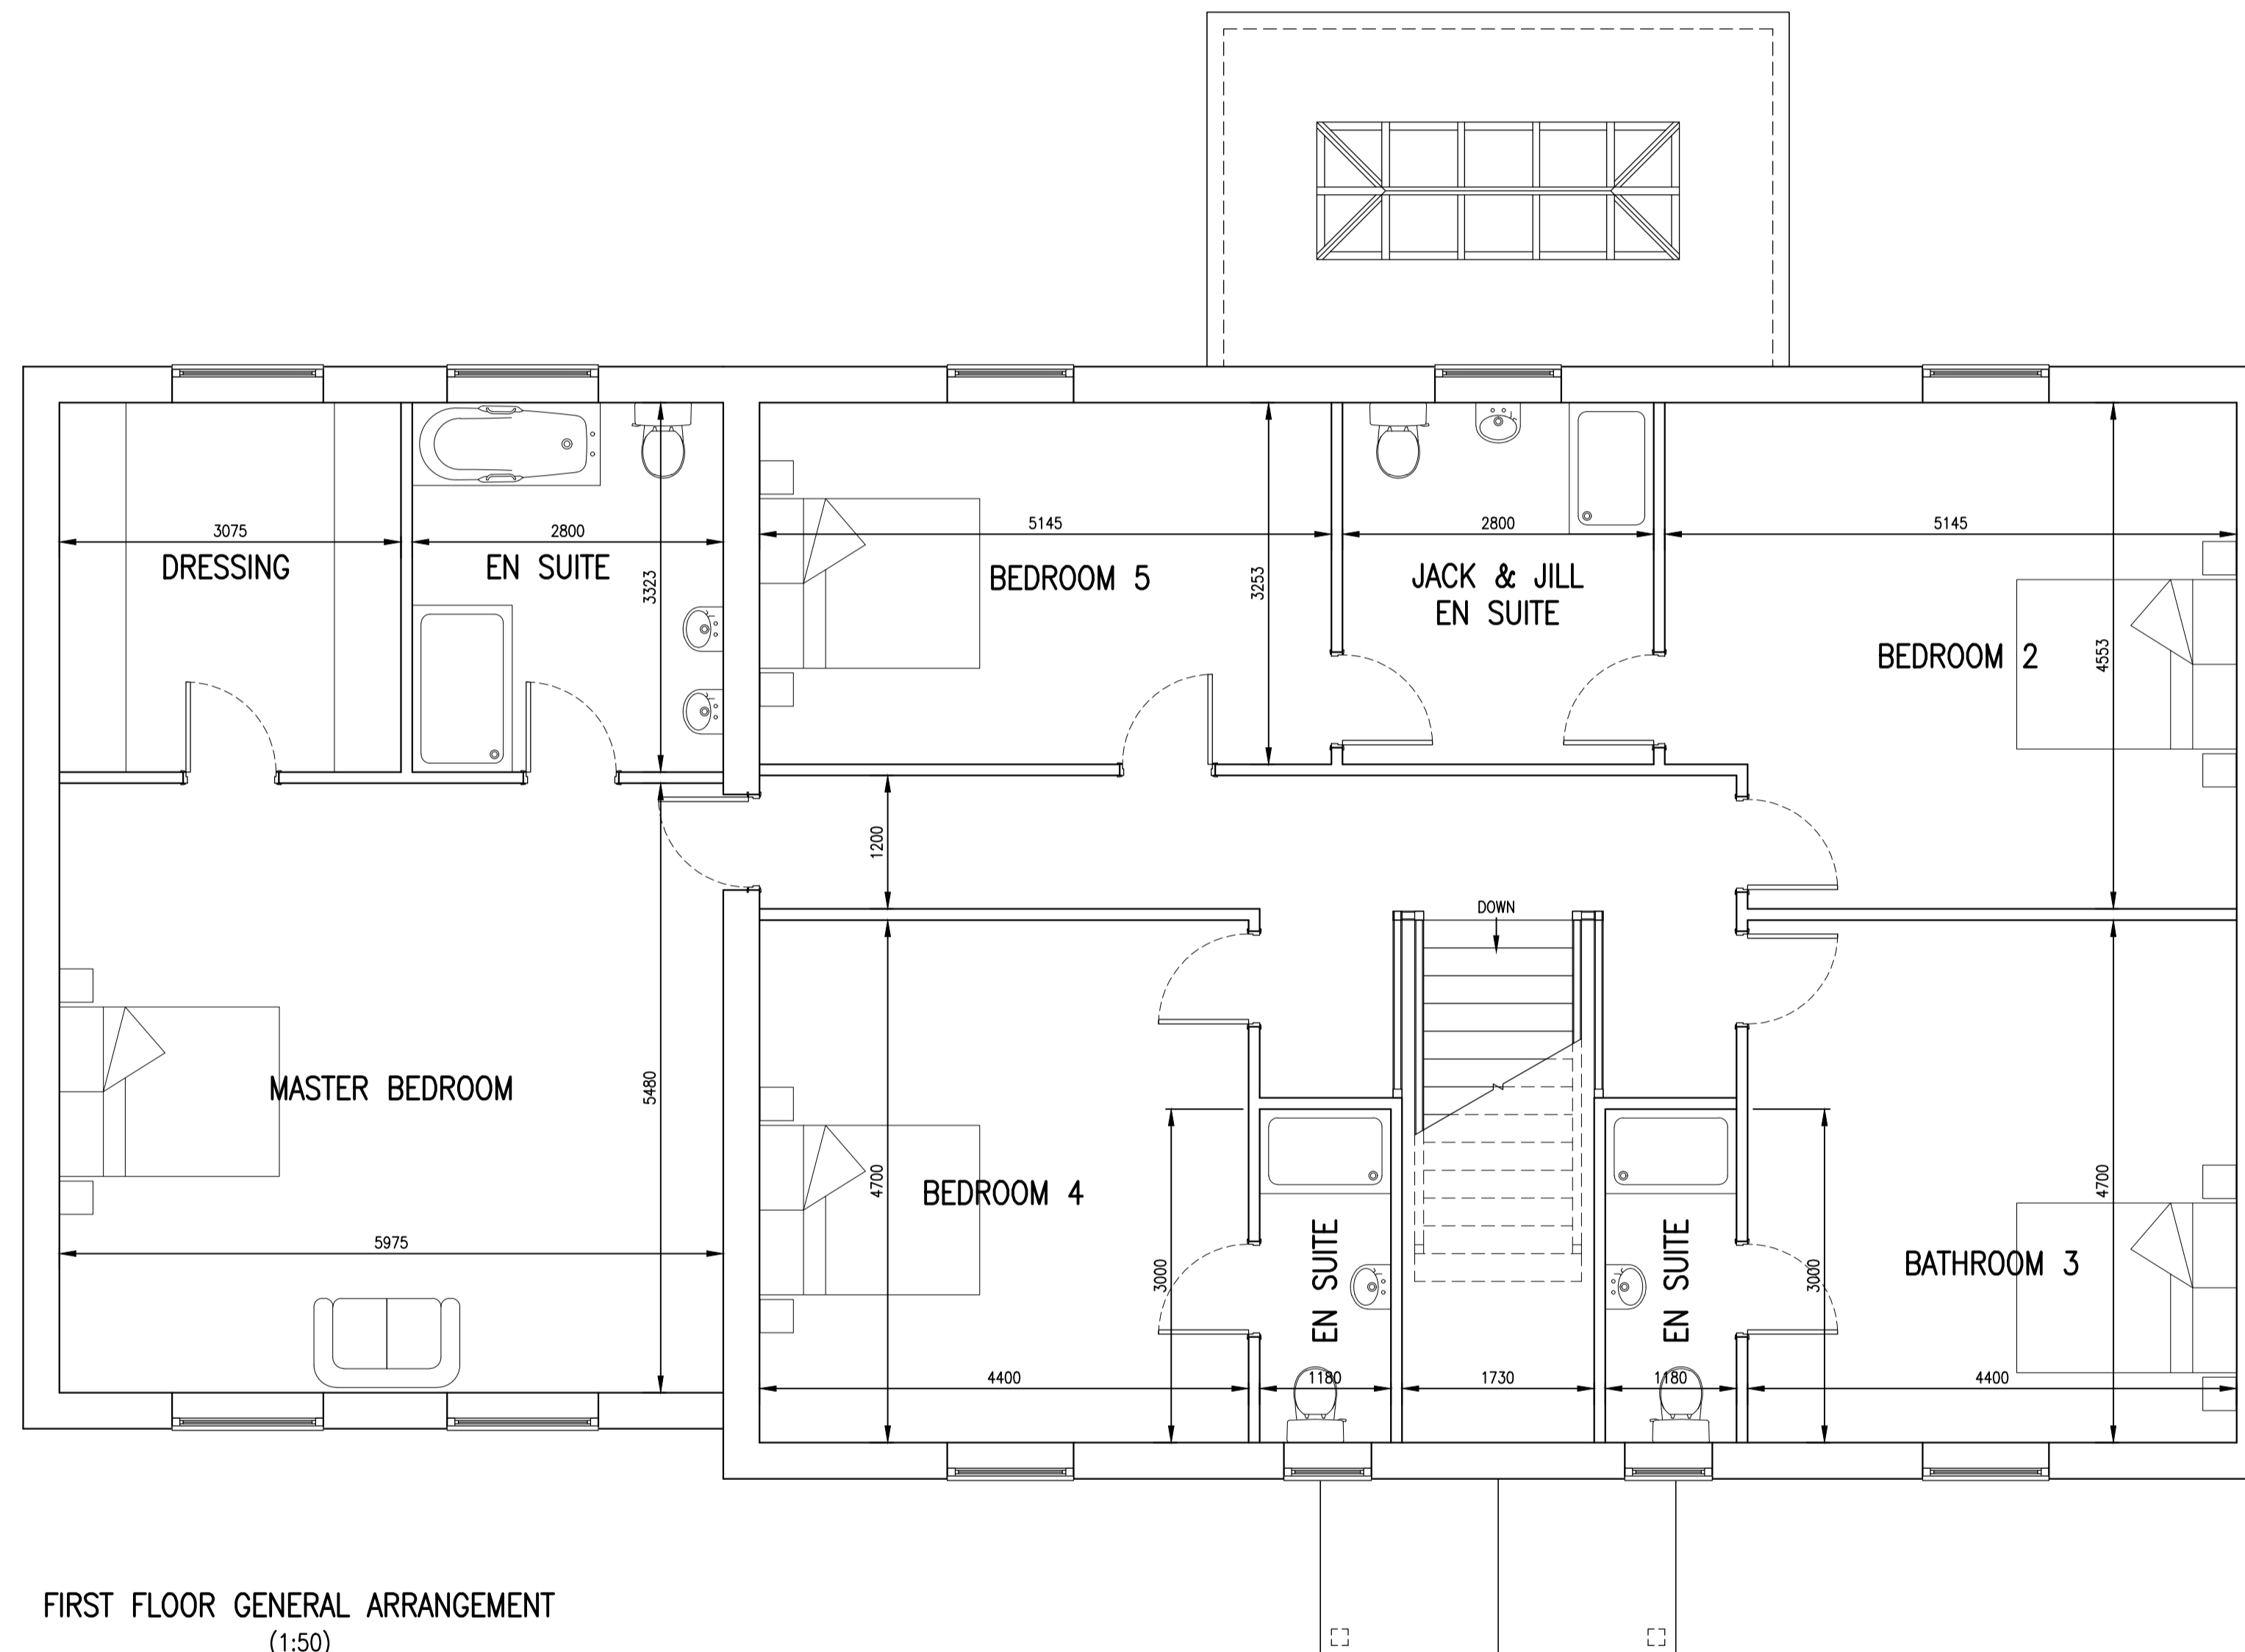 3075
DRESSING
2800
EN SUITE
3323
5145
BEDROOM 5
3253
2800
JACK & JILL
EN SUITE
5145
BEDROOM 2
4553
1200
DOWN
MASTER BEDROOM
5480
5975
BEDROOM 4
4700
3000
4400
EN SUITE
1180
1730
EN SUITE
1180
3000
BATHROOM 3
4700
4400
FIRST FLOOR GENERAL ARRANGEMENT
(1:50)